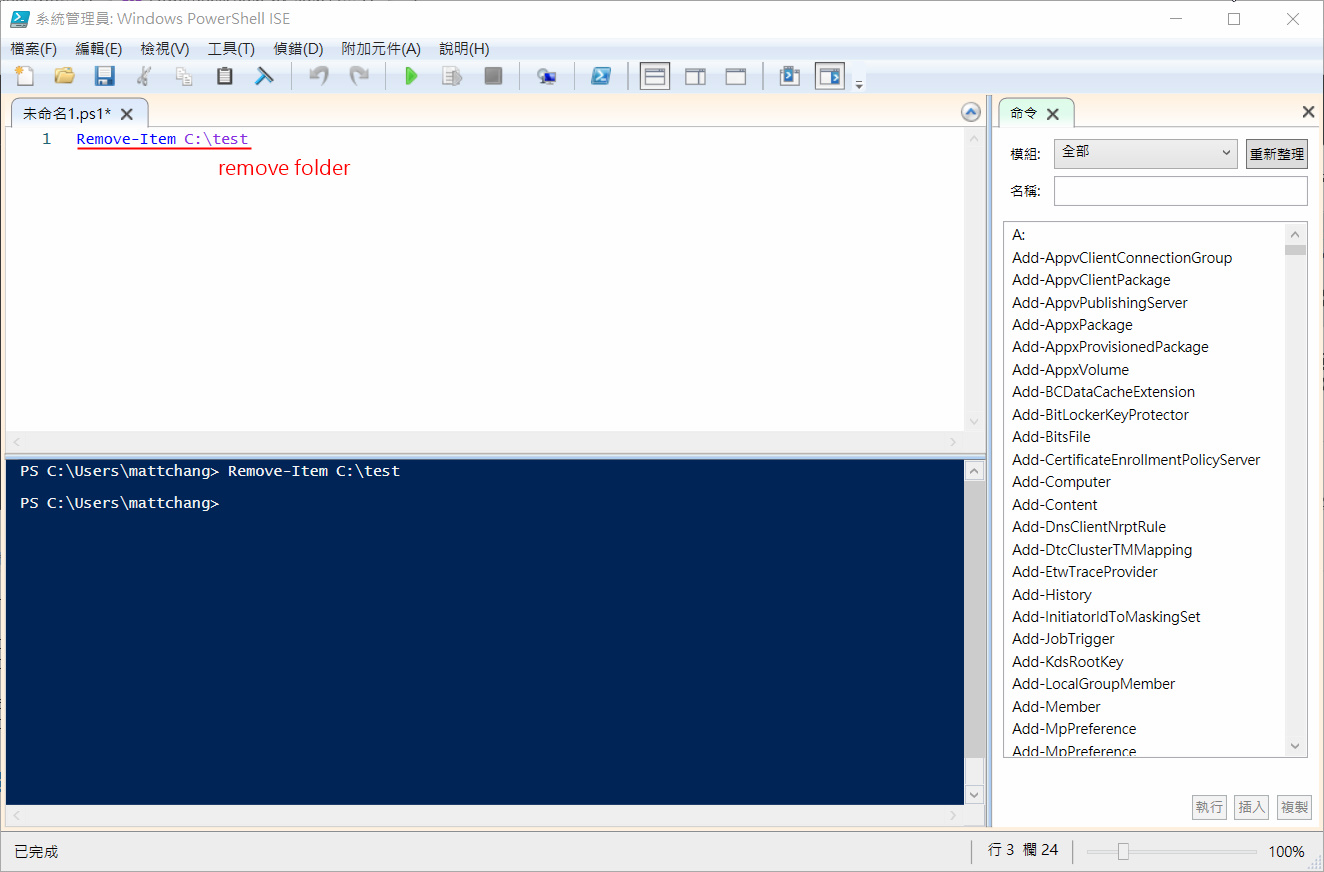 系統管理員: Windows PowerShell ISE
檔案(F) 編輯(E) 檢視(V) 工具(T) 偵錯(D) 附加元件(A) 說明(H)
未命名1.ps1*
1 Remove-Item C:\test
remove folder
PS C:\Users\mattchang> Remove-Item C:\test
PS C:\Users\mattchang>
命令
模組: 全部 重新整理
名稱:
A:
Add-AppvClientConnectionGroup
Add-AppvClientPackage
Add-AppvPublishingServer
Add-AppxPackage
Add-AppxProvisionedPackage
Add-AppxVolume
Add-BCDataCacheExtension
Add-BitLockerKeyProtector
Add-BitsFile
Add-CertificateEnrollmentPolicyServer
Add-Computer
Add-Content
Add-DnsClientNrptRule
Add-DtcClusterTMMapping
Add-EtwTraceProvider
Add-History
Add-InitiatorIdToMaskingSet
Add-JobTrigger
Add-KdsRootKey
Add-LocalGroupMember
Add-Member
Add-MpPreference
Add-MpPreference
執行 插入 複製
已完成
行 3 欄 24
100%